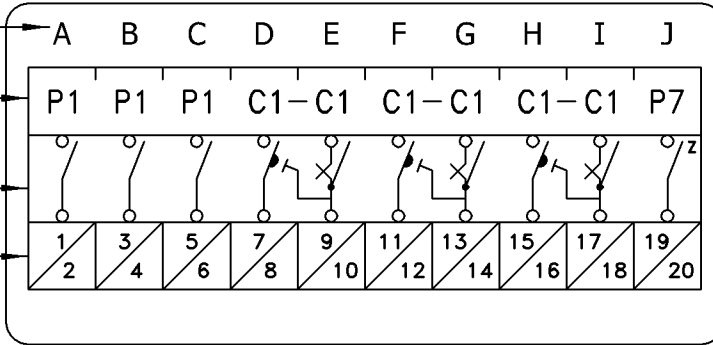 A B C D E F G H I J
P1 P1 P1 C1-C1 C1-C1 C1-C1 P7
z
1 3 5 7 9 11 13 15 17 19
2 4 6 8 10 12 14 16 18 20